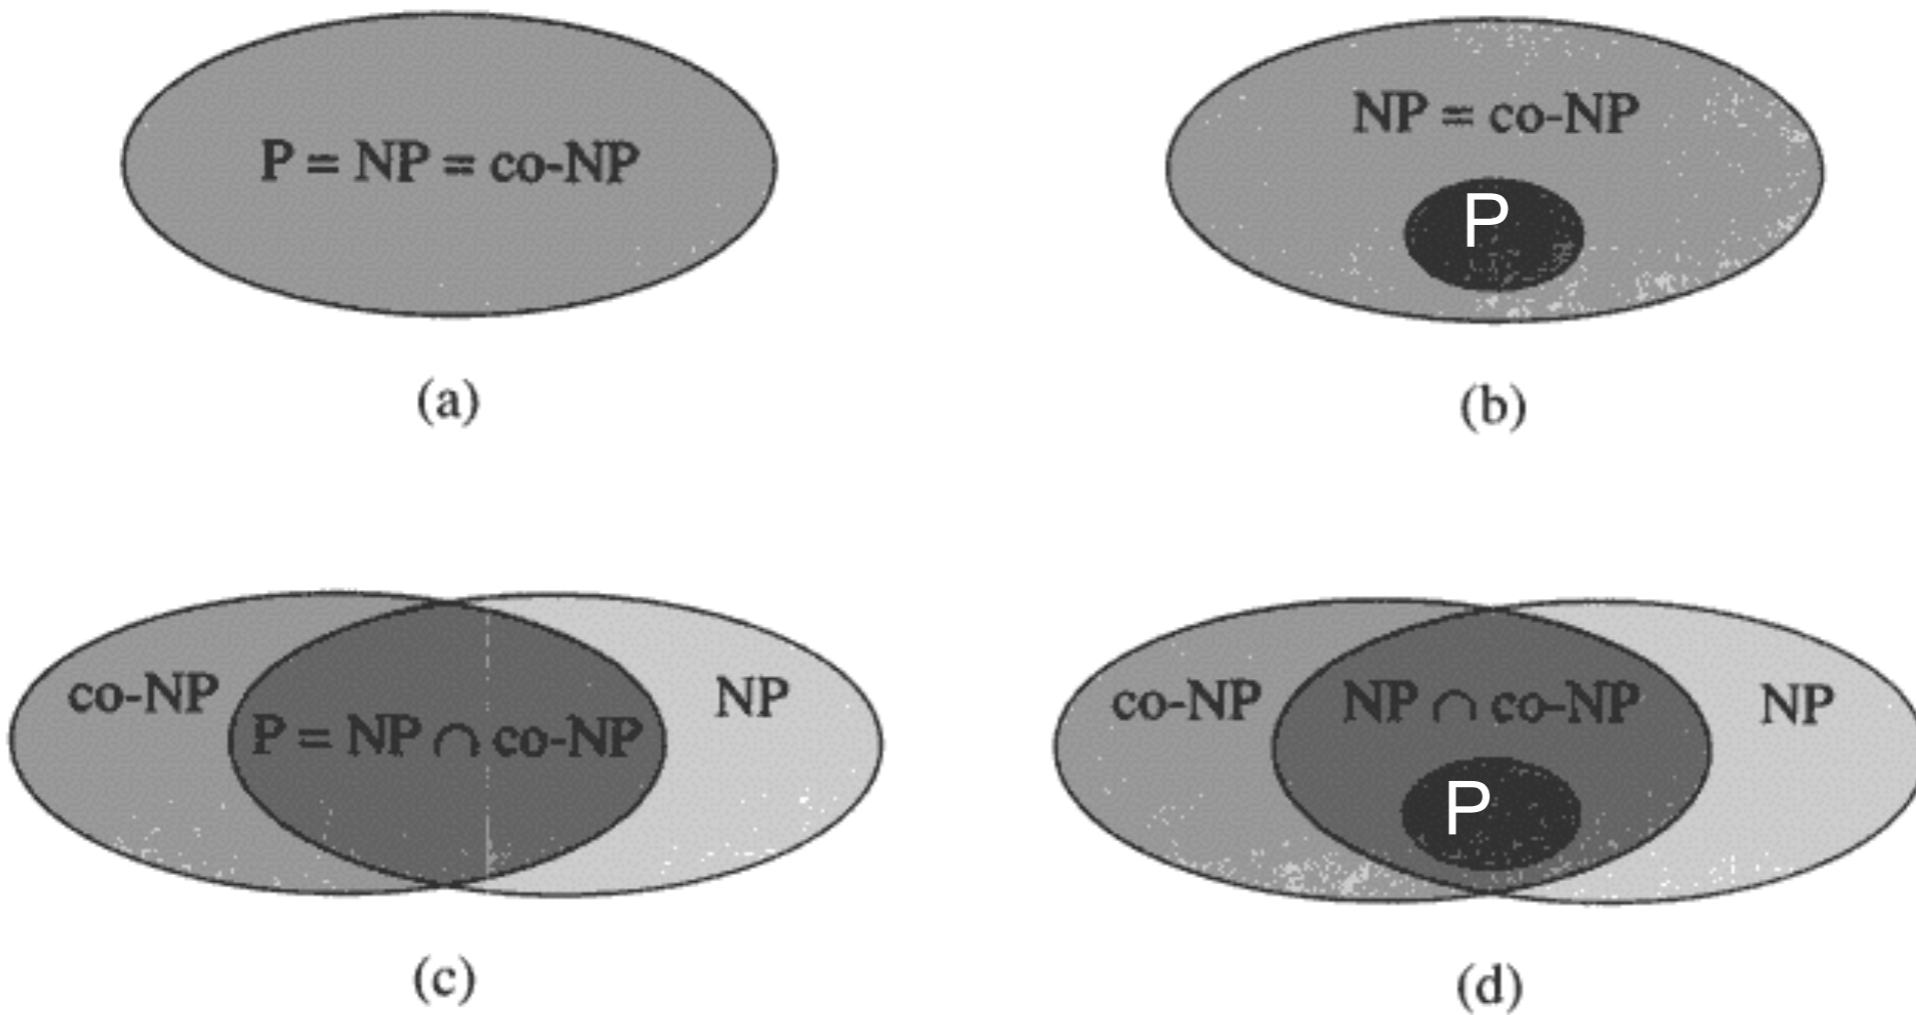 P = NP = co-NP
(a)
NP = co-NP
P
(b)
co-NP
P = NP ∩ co-NP
NP
(c)
co-NP
NP ∩ co-NP
NP
P
(d)